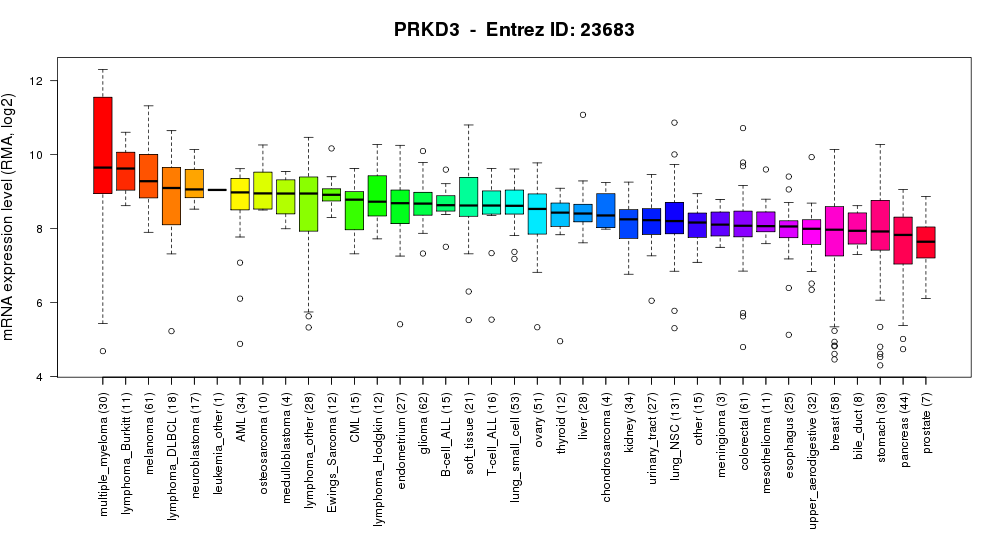 PRKD3 - Entrez ID: 23683
mRNA expression level (RMA, log2)
12
10
8
6
4
multiple_myeloma (30)
lymphoma_Burkitt (11)
melanoma (61)
lymphoma_DLBCL (18)
neuroblastoma (17)
leukemia_other (1)
AML (34)
osteosarcoma (10)
medulloblastoma (4)
lymphoma_other (28)
Ewings_Sarcoma (12)
CML (15)
lymphoma_Hodgkin (12)
endometrium (27)
glioma (62)
B-cell_ALL (15)
soft_tissue (21)
T-cell_ALL (16)
lung_small_cell (53)
ovary (51)
thyroid (12)
liver (28)
chondrosarcoma (4)
kidney (34)
urinary_tract (27)
lung_NSC (131)
other (15)
meningioma (3)
colorectal (61)
mesothelioma (11)
esophagus (25)
upper_aerodigestive (32)
breast (58)
bile_duct (8)
stomach (38)
pancreas (44)
prostate (7)